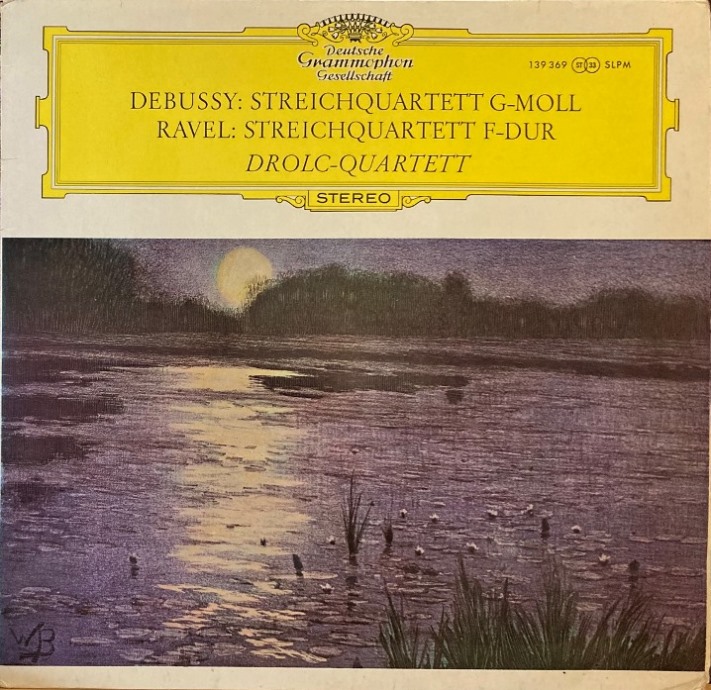 Deutsche
Grammophon
Gesellschaft
139 369 ST 33 SLPM
DEBUSSY: STREICHQUARTETT G-MOLL
RAVEL: STREICHQUARTETT F-DUR
DROLC-QUARTETT
STEREO